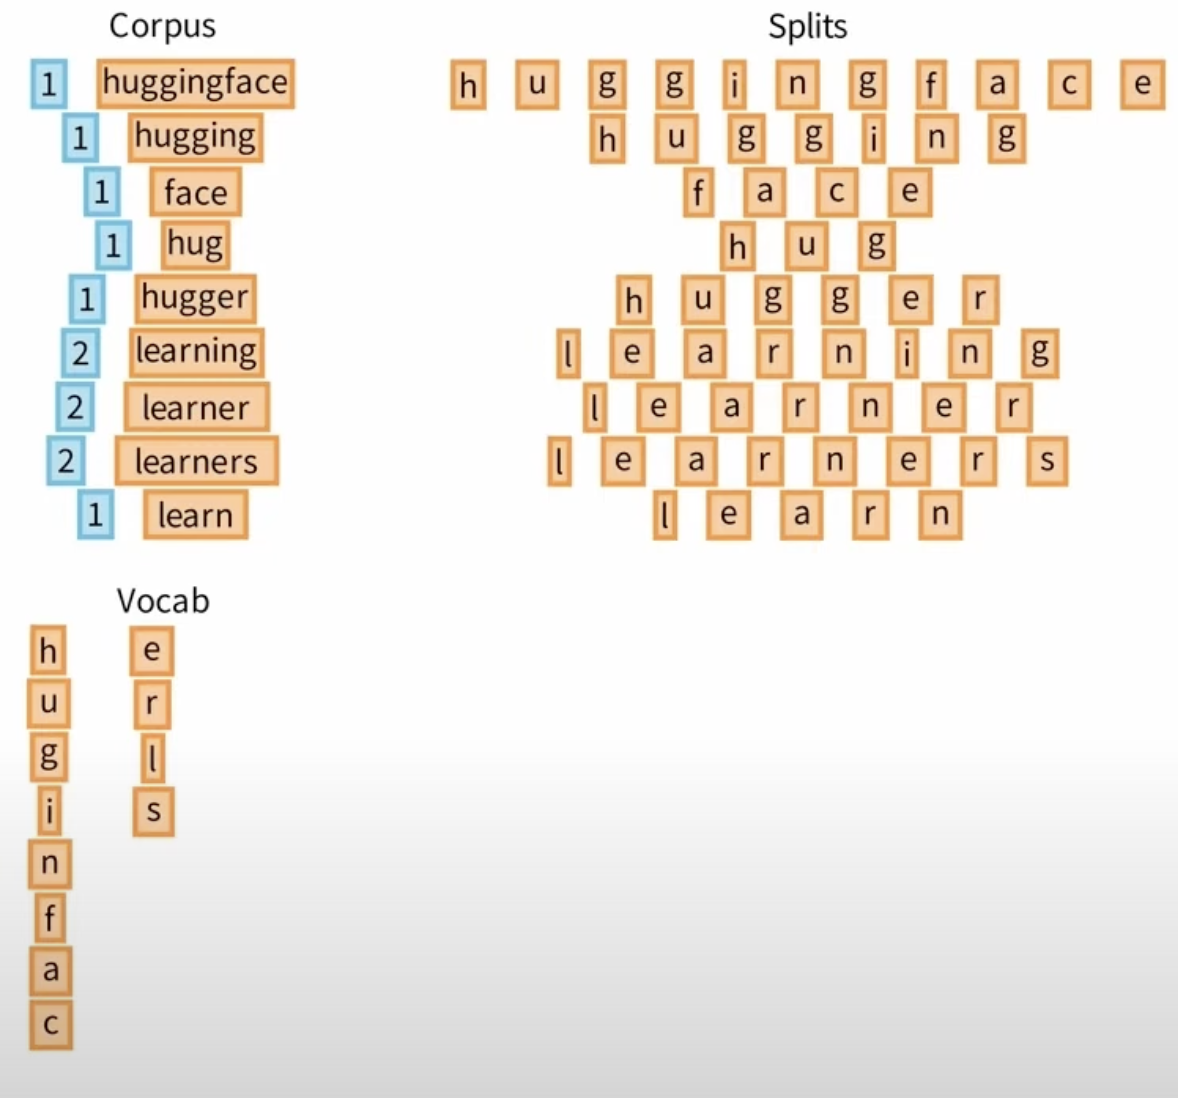 Corpus
1 huggingface
1 hugging
1 face
1 hug
1 hugger
2 learning
2 learner
2 learners
1 learn
Splits
h u g g i n g f a c e
h u g g i n g
f a c e
h u g
h u g g e r
l e a r n i n g
l e a r n e r
l e a r n e r s
l e a r n
Vocab
h e
u r
g l
i s
n
f
a
c